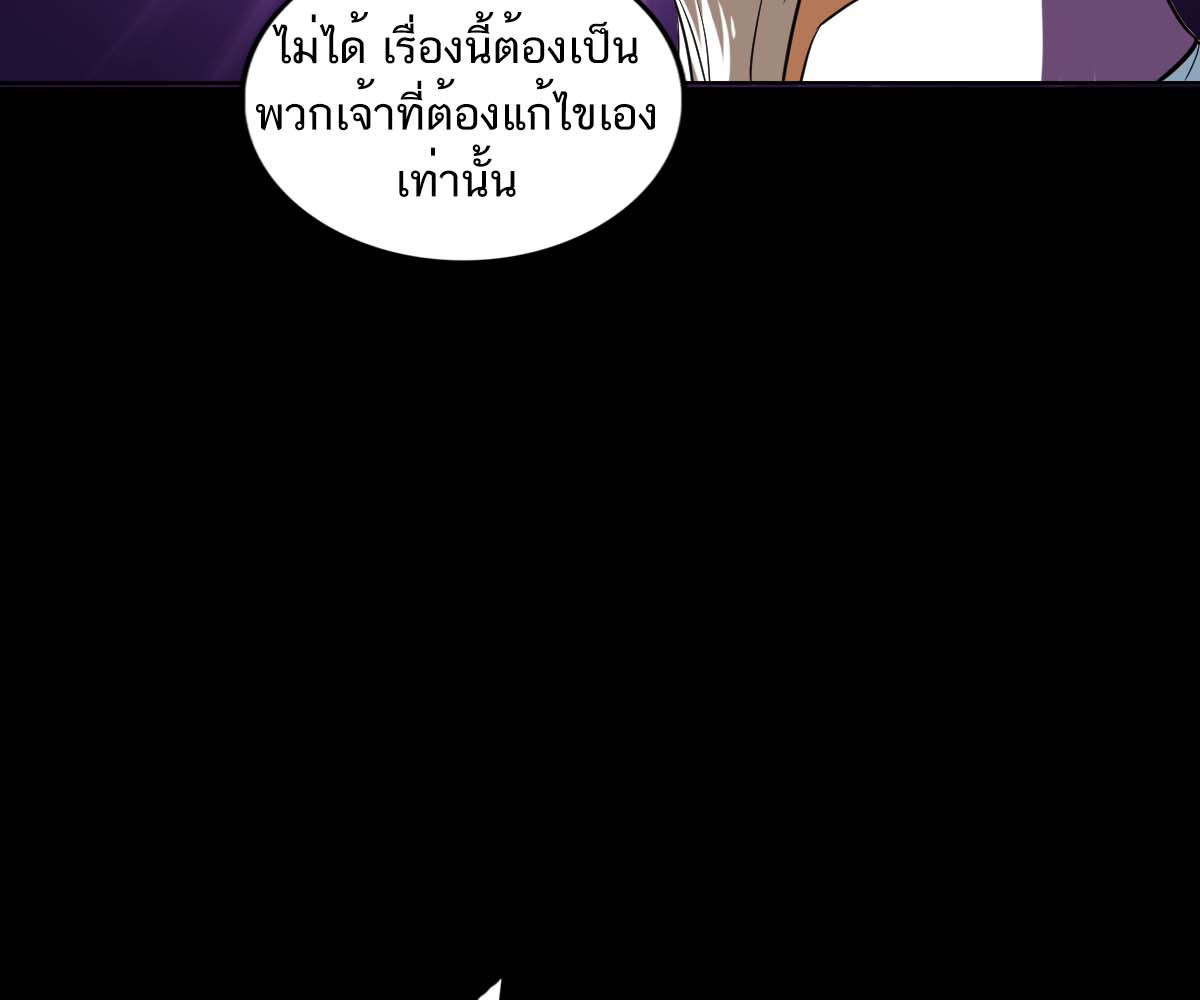 ไม่ได้ เรื่องนี้ต้องเป็น
พวกเจ้าที่ต้องแก้ไขเอง
เท่านั้น